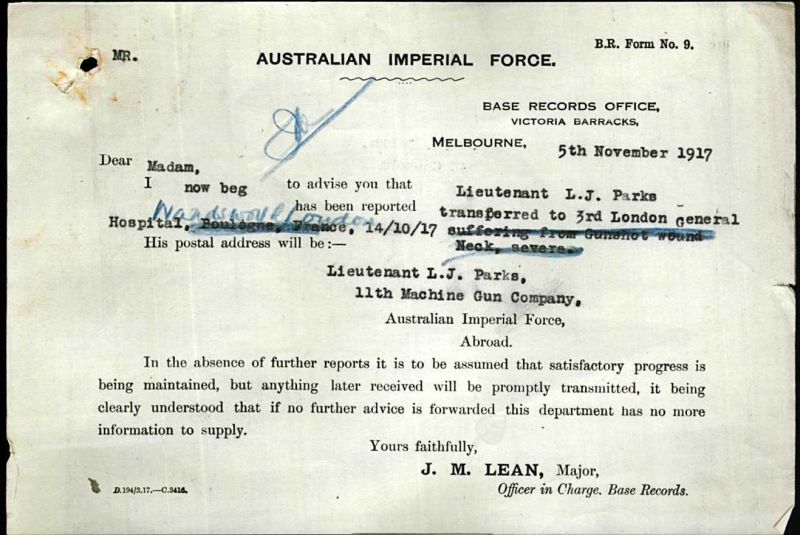 MR.
B.R. Form No. 9.
AUSTRALIAN IMPERIAL FORCE.
BASE RECORDS OFFICE,
VICTORIA BARRACKS,
MELBOURNE, 5th November 1917
Dear Madam,
I now beg to advise you that Lieutenant L.J. Parks
has been reported transferred to 3rd London General
Wandsworth London
Hospital, Boulogne, France, 14/10/17 suffering from Gunshot wound
Neck, severe.
His postal address will be:—
Lieutenant L.J. Parks,
11th Machine Gun Company,
Australian Imperial Force,
Abroad.
In the absence of further reports it is to be assumed that satisfactory progress is
being maintained, but anything later received will be promptly transmitted, it being
clearly understood that if no further advice is forwarded this department has no more
information to supply.
Yours faithfully,
J. M. LEAN, Major,
Officer in Charge. Base Records.
D.194/3.17.—C.3416.